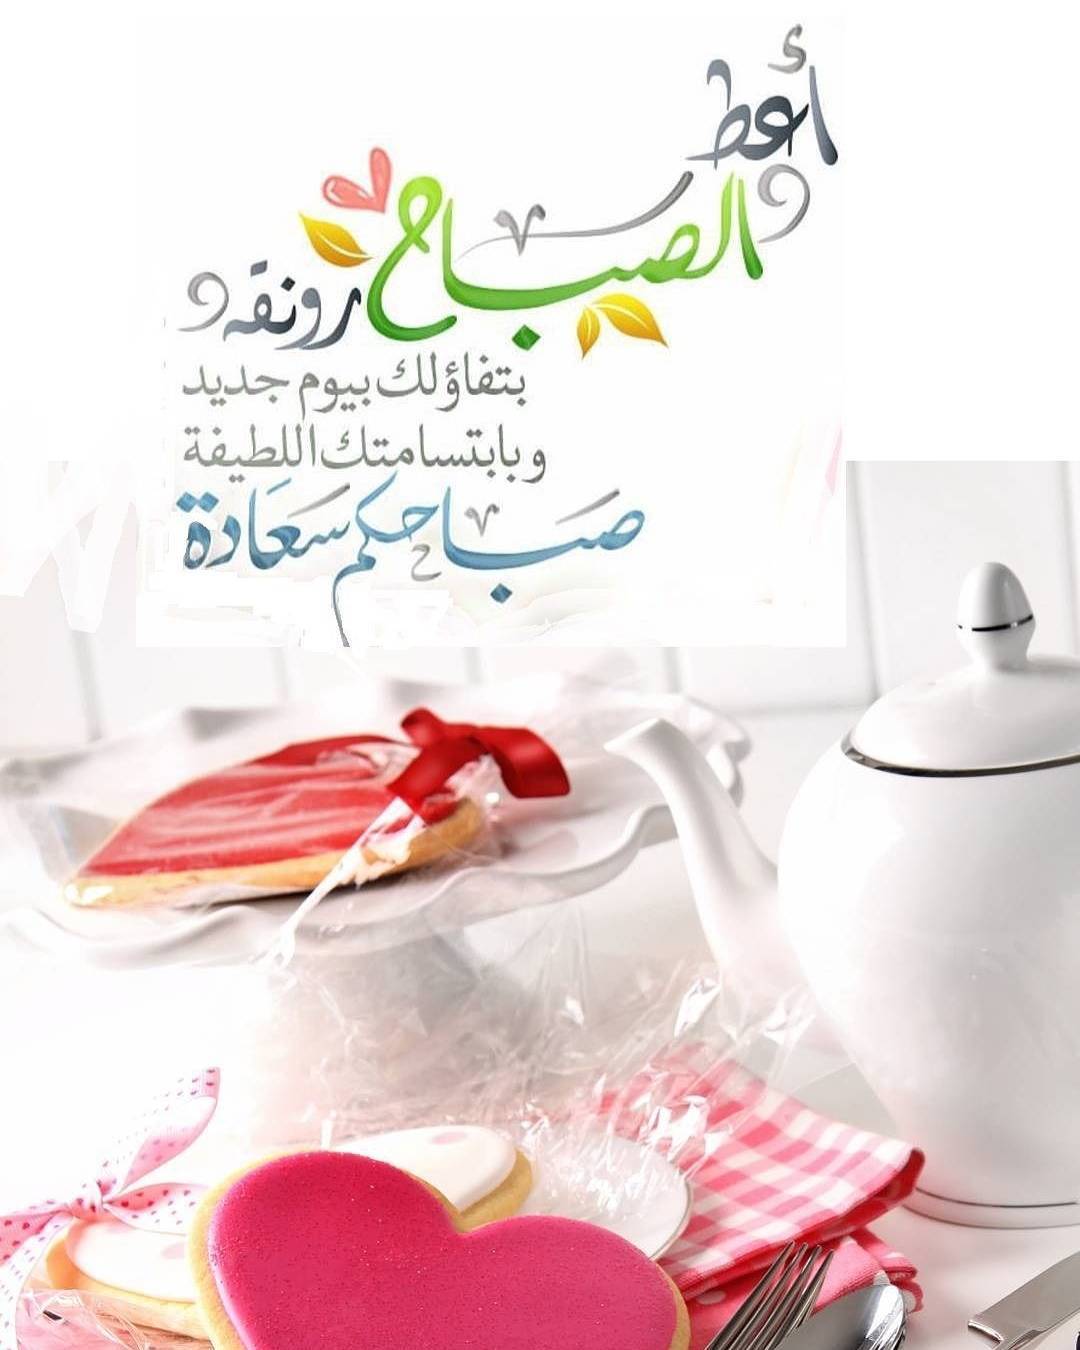 أعط
الصباح
رونقه
بتفاؤلك بيوم جديد
وبابتسامتك اللطيفة
صباحكم سعادة